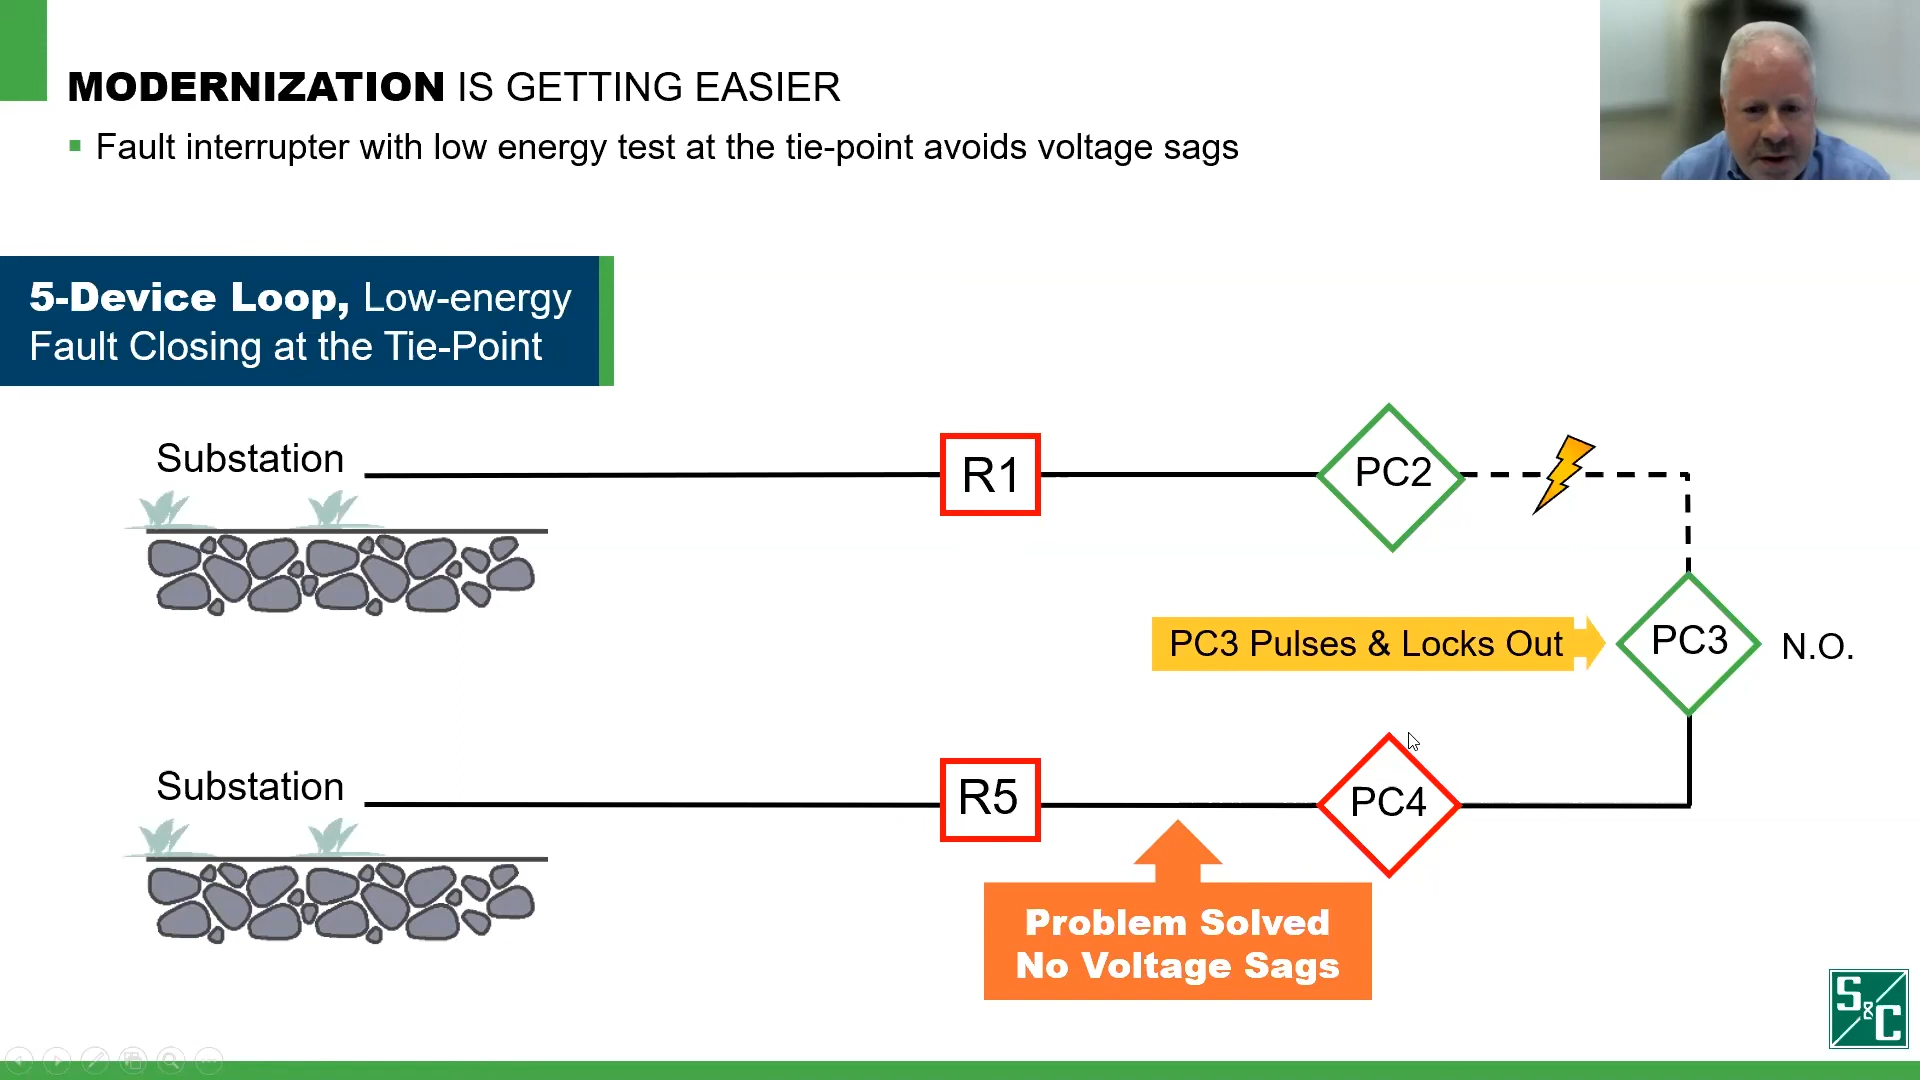 MODERNIZATION IS GETTING EASIER
Fault interrupter with low energy test at the tie-point avoids voltage sags
5-Device Loop, Low-energy
Fault Closing at the Tie-Point
Substation
R1
PC2
PC3 Pulses & Locks Out
PC3
N.O.
Substation
R5
PC4
Problem Solved
No Voltage Sags
S&C